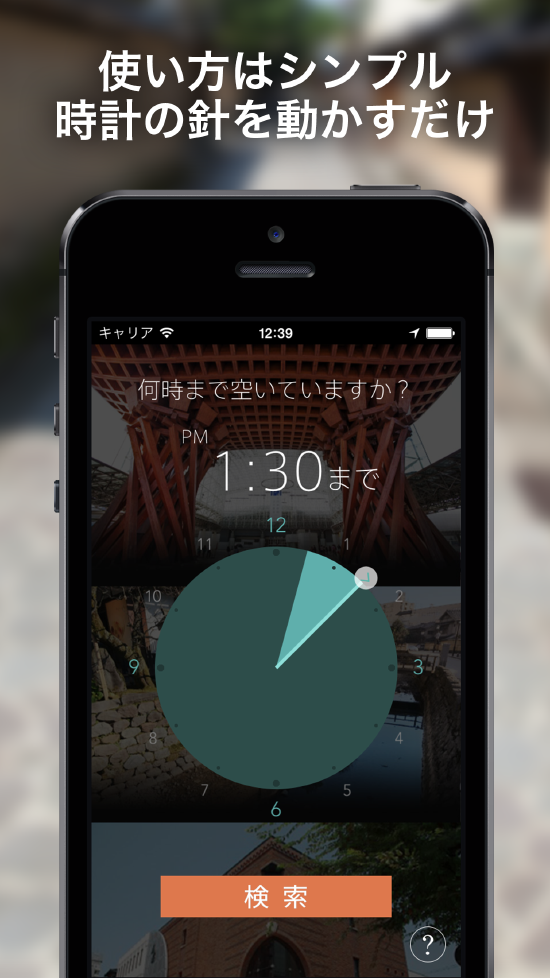 使い方はシンプル
時計の針を動かすだけ
キャリア 12:39
何時まで空いていますか？
PM
1:30まで
12
11 1
10 2
9 3
8 4
7 5
6
検索
?